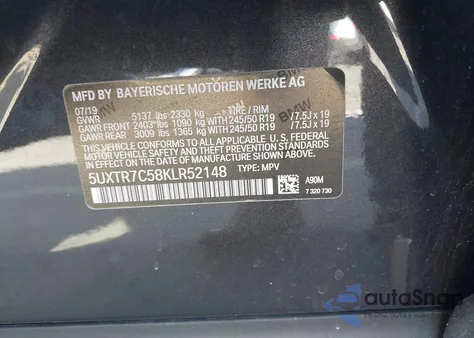 MFD BY BAYERISCHE MOTOREN WERKE AG
07/19
GVWR 5137 lbs 2330 kg TIRE / RIM
GAWR FRONT 2403 lbs 1090 kg WITH 245/50 R19 /7.5J x 19
GAWR REAR 3009 lbs 1365 kg WITH 245/50 R19 /7.5J x 19
THIS VEHICLE CONFORMS TO ALL APPLICABLE U.S. FEDERAL
MOTOR VEHICLE SAFETY STANDARDS IN EFFECT ON THE DATE OF
MANUFACTURE SHOWN ABOVE.
5UXTR7C58KLR52148 TYPE: MPV
A90M
7 320 730
BMW
BMW
autoSnap